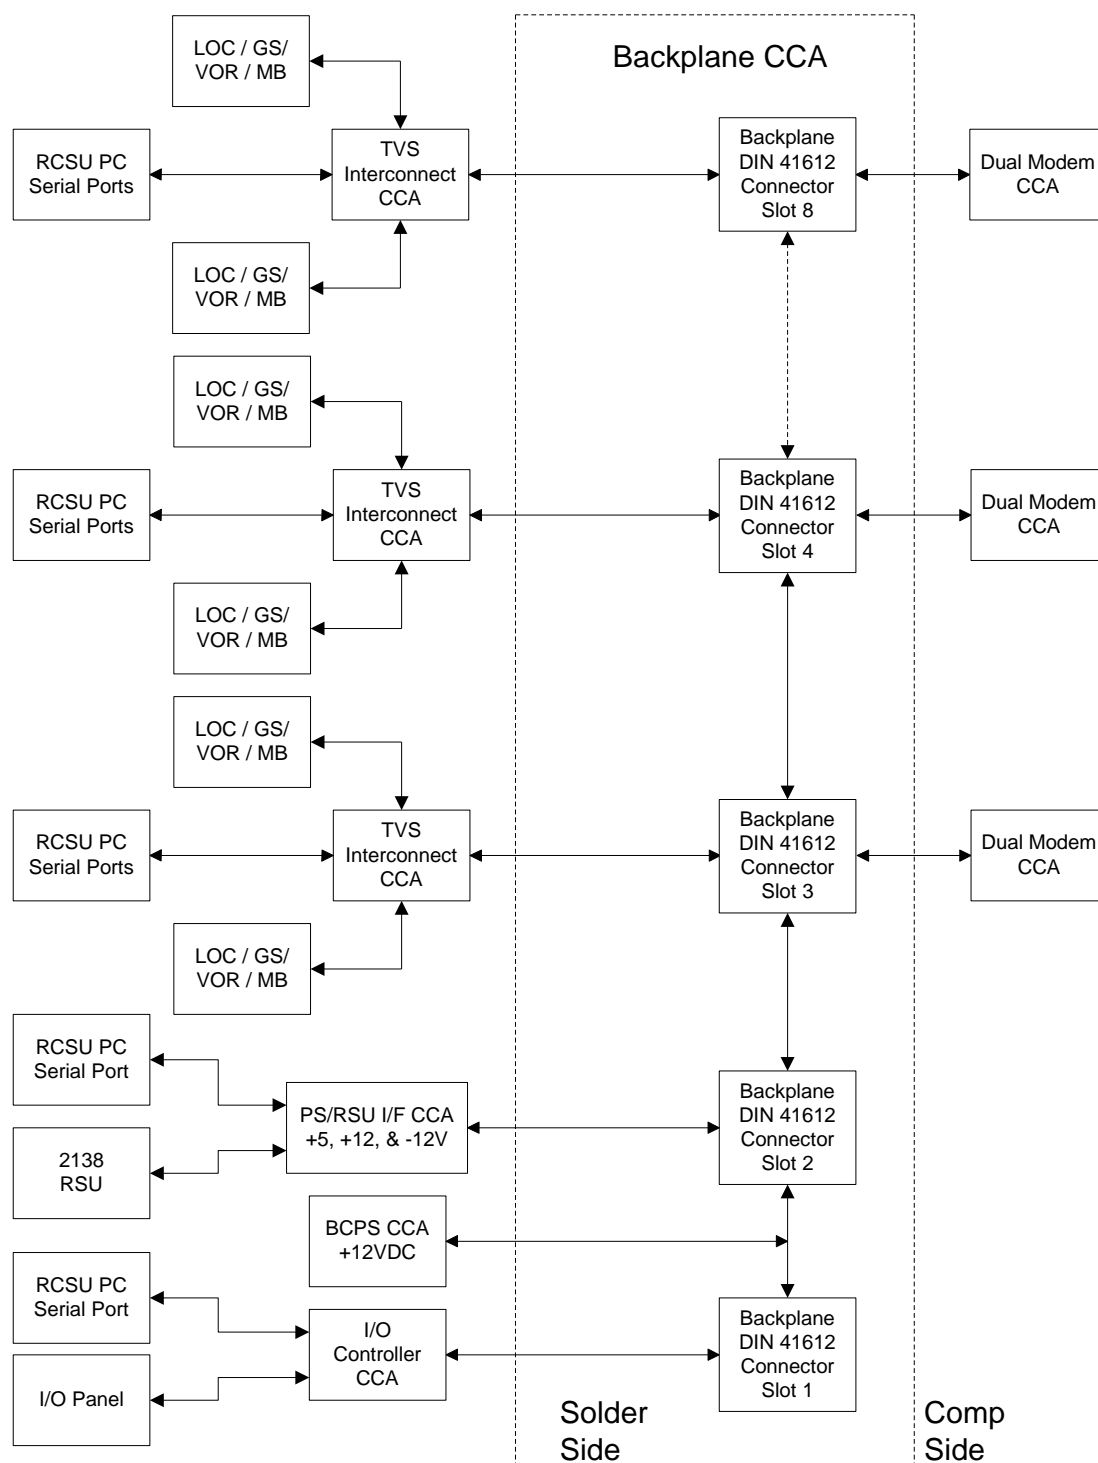 LOC / GS/
VOR / MB
Backplane CCA
RCSU PC
Serial Ports
TVS
Interconnect
CCA
Backplane
DIN 41612
Connector
Slot 8
Dual Modem
CCA
LOC / GS/
VOR / MB
LOC / GS/
VOR / MB
RCSU PC
Serial Ports
TVS
Interconnect
CCA
Backplane
DIN 41612
Connector
Slot 4
Dual Modem
CCA
LOC / GS/
VOR / MB
LOC / GS/
VOR / MB
RCSU PC
Serial Ports
TVS
Interconnect
CCA
Backplane
DIN 41612
Connector
Slot 3
Dual Modem
CCA
LOC / GS/
VOR / MB
RCSU PC
Serial Port
PS/RSU I/F CCA
+5, +12, & -12V
Backplane
DIN 41612
Connector
Slot 2
2138
RSU
BCPS CCA
+12VDC
RCSU PC
Serial Port
I/O
Controller
CCA
Backplane
DIN 41612
Connector
Slot 1
I/O Panel
Solder
Side
Comp
Side